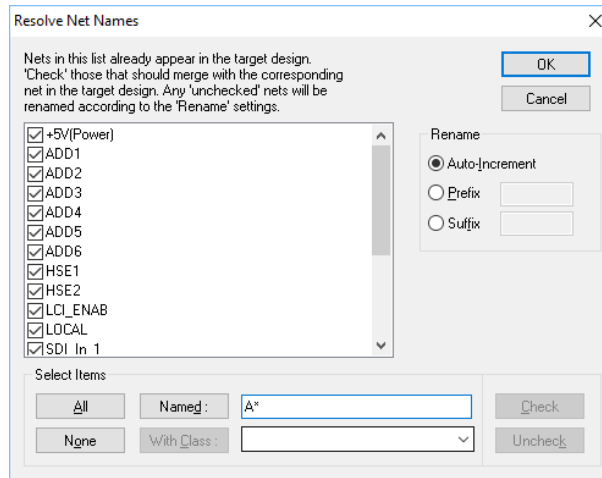 Resolve Net Names
Nets in this list already appear in the target design.
'Check' those that should merge with the corresponding
net in the target design. Any 'unchecked' nets will be
renamed according to the 'Rename' settings.
OK
Cancel
+5V(Power)
ADD1
ADD2
ADD3
ADD4
ADD5
ADD6
HSE1
HSE2
LCI_ENAB
LOCAL
SDI_In_1
Rename
Auto-Increment
Prefix
Suffix
Select Items
All
Named :
A*
Check
None
With Class :
Uncheck